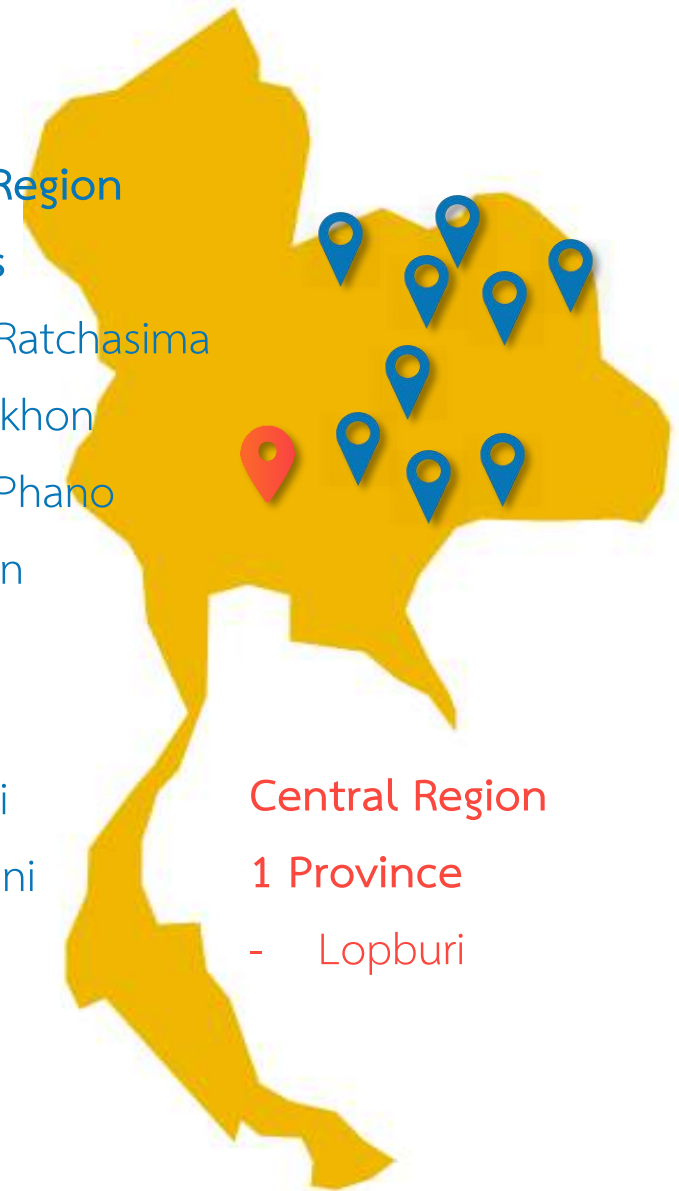 Region
s
Ratchasima
khon
Phano
n
i
ni
Central Region
1 Province
- Lopburi